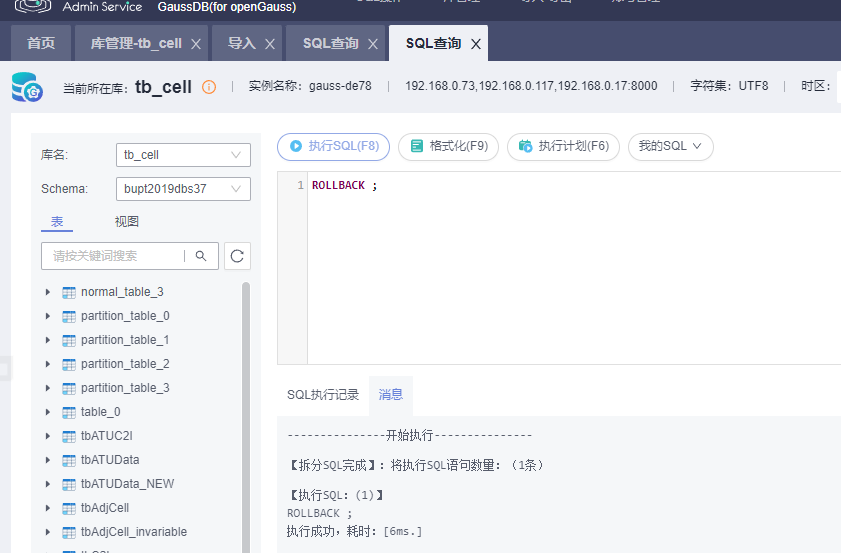 Admin Service GaussDB(for openGauss)
首页 库管理-tb_cell 导入 SQL查询 SQL查询
当前所在库: tb_cell 实例名称: gauss-de78 192.168.0.73,192.168.0.117,192.168.0.17:8000 字符集: UTF8 时区:
库名: tb_cell
Schema: bupt2019dbs37
表 视图
请按关键词搜索
normal_table_3
partition_table_0
partition_table_1
partition_table_2
partition_table_3
table_0
tbATUC2I
tbATUData
tbATUData_NEW
tbAdjCell
tbAdjCell_invariable
执行SQL(F8) 格式化(F9) 执行计划(F6) 我的SQL
1 ROLLBACK ;
SQL执行记录 消息
---------------开始执行---------------
【拆分SQL完成】: 将执行SQL语句数量: (1条)
【执行SQL: (1)】
ROLLBACK ;
执行成功, 耗时: [6ms.]